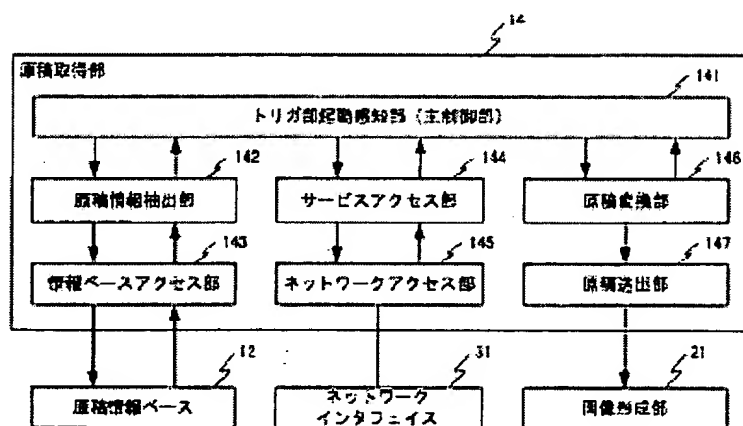 14
原稿取得部
141
トリガ部起動感知部(主制御部)
142
144
146
原稿情報抽出部
サービスアクセス部
原稿変換部
143
145
147
情報ベースアクセス部
ネットワークアクセス部
原稿送出部
12
31
21
原稿情報ベース
ネットワーク
インタフェイス
画像形成部